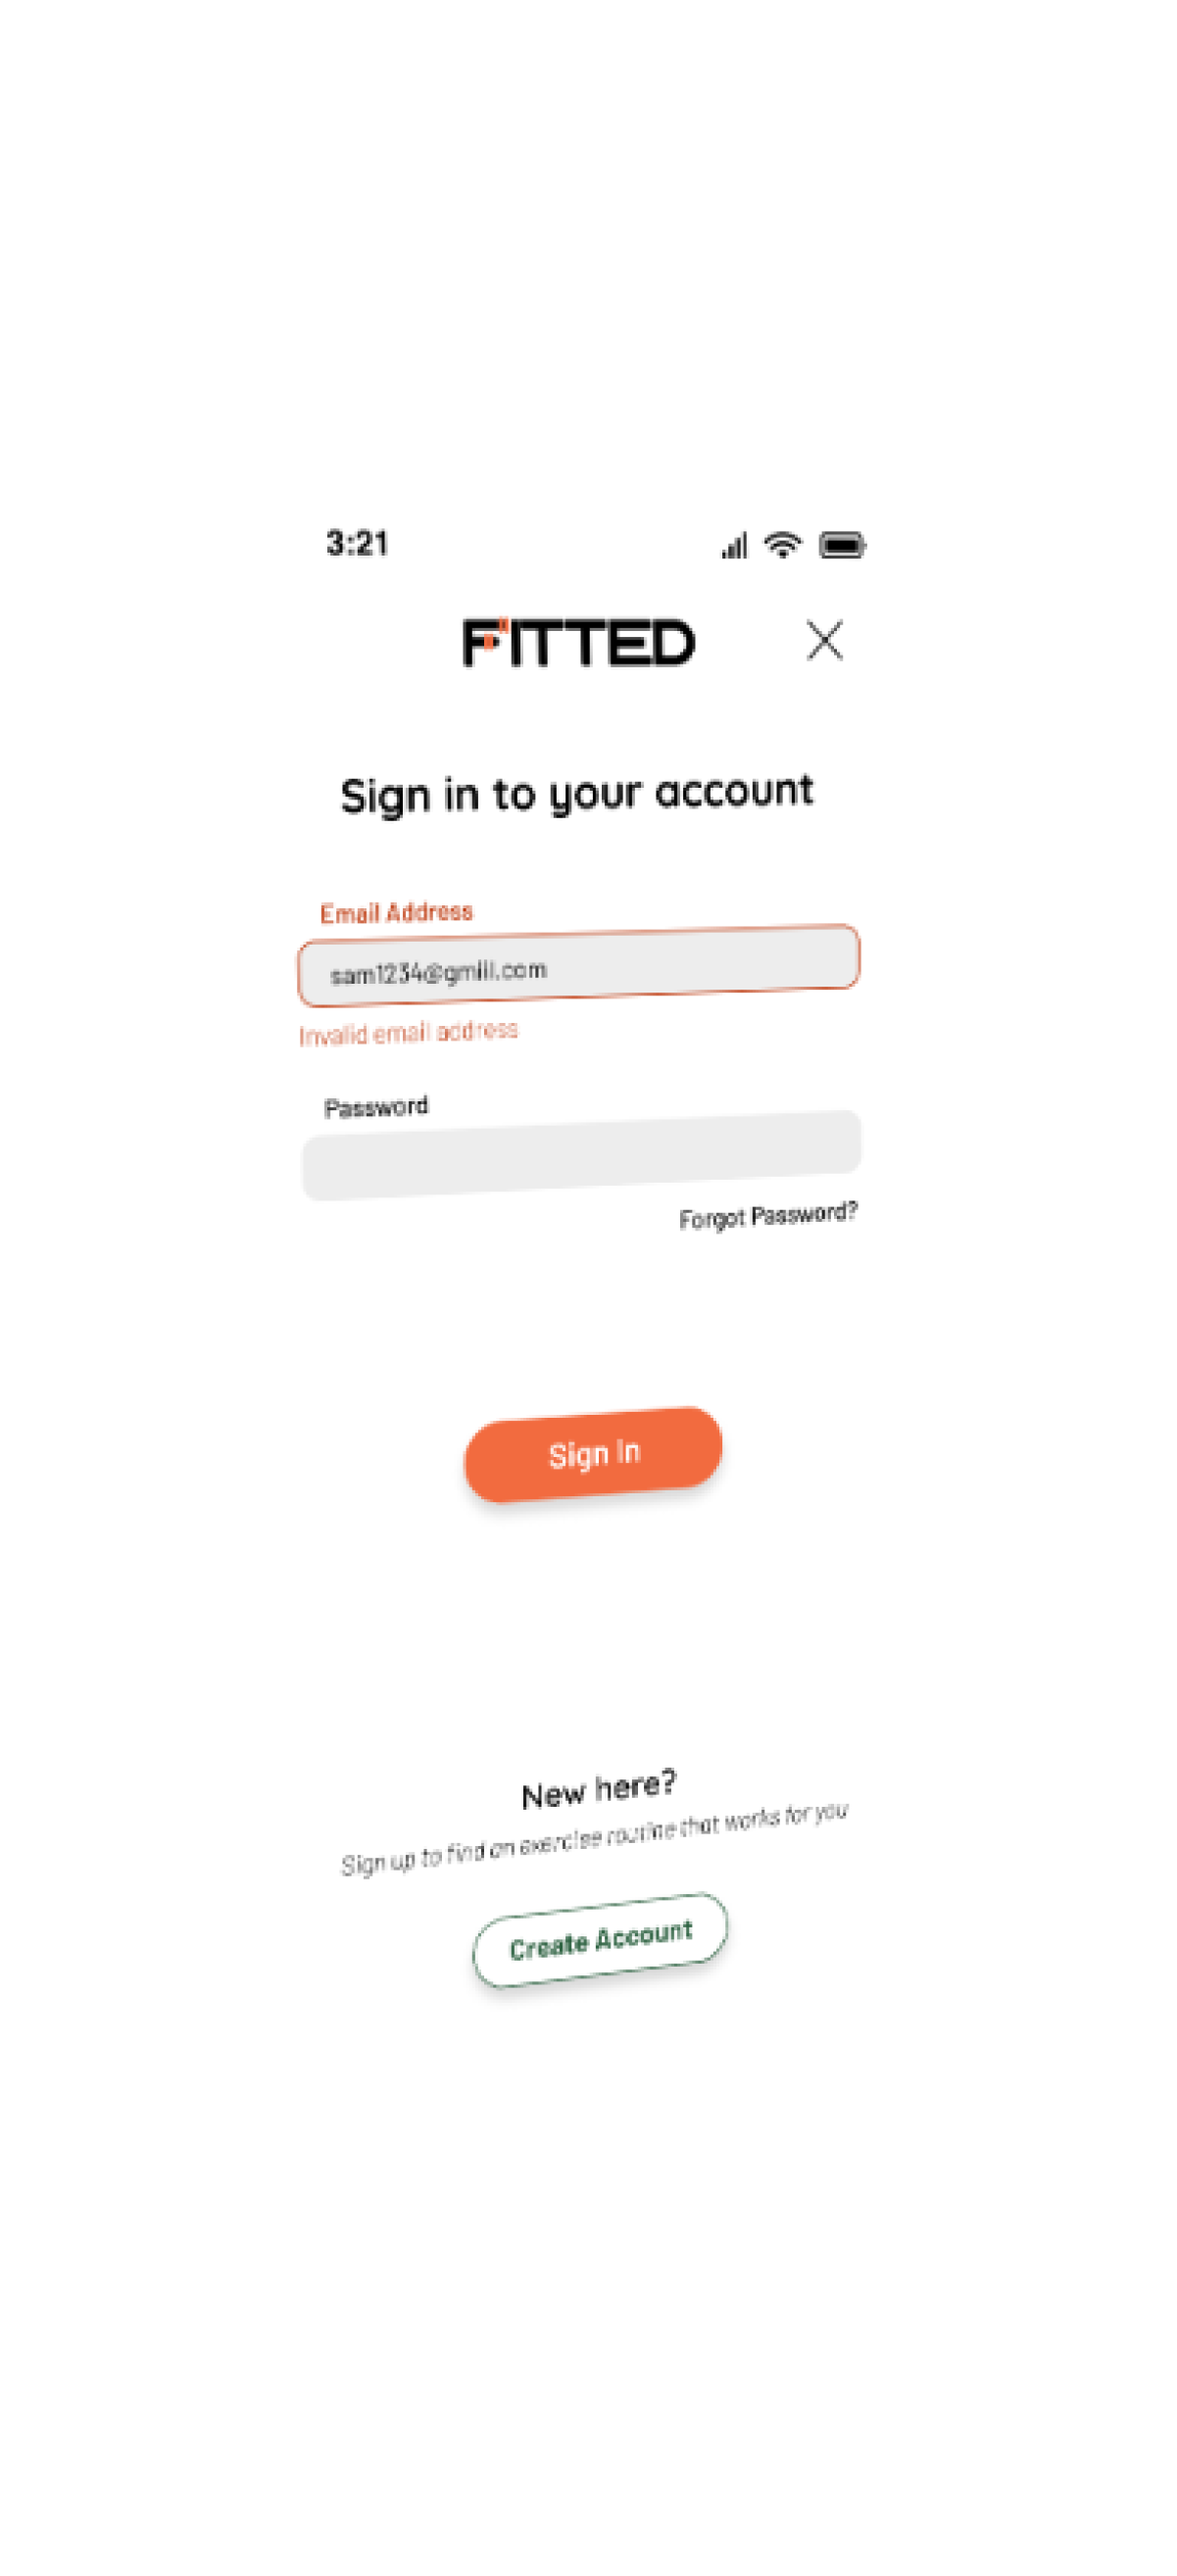 3:21
FITTED
Sign in to your account
Email Address
sam1234@gmill.com
Invalid email address
Password
Forgot Password?
Sign In
New here?
Sign up to find an exercise routine that works for you
Create Account